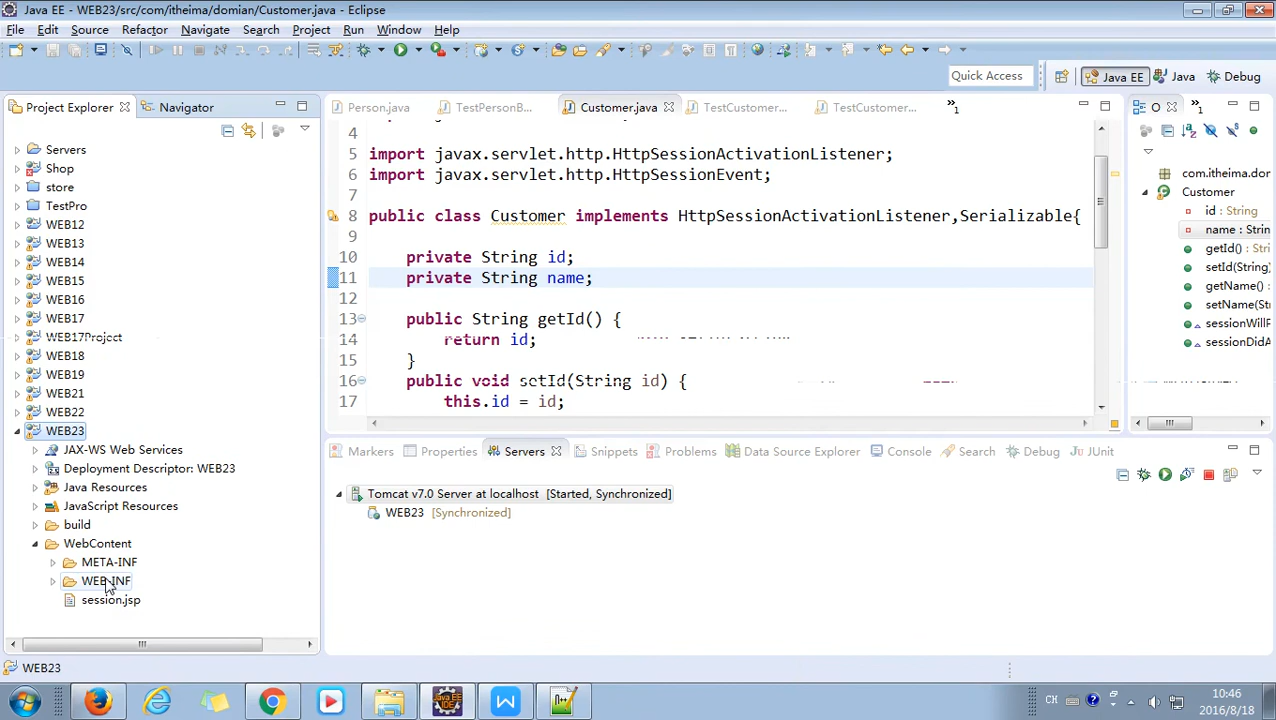 Java EE - WEB23/src/com/itheima/domian/Customer.java - Eclipse
File Edit Source Refactor Navigate Search Project Run Window Help
Quick Access
Java EE
Java
Debug
Project Explorer
Navigator
Servers
Shop
store
TestPro
WEB12
WEB13
WEB14
WEB15
WEB16
WEB17
WEB17Project
WEB18
WEB19
WEB21
WEB22
WEB23
JAX-WS Web Services
Deployment Descriptor: WEB23
Java Resources
JavaScript Resources
build
WebContent
META-INF
WEB-INF
session.jsp
WEB23
Person.java
TestPersonB...
Customer.java
TestCustomer...
TestCustomer...
»1
4
5 import javax.servlet.http.HttpSessionActivationListener;
6 import javax.servlet.http.HttpSessionEvent;
7
8 public class Customer implements HttpSessionActivationListener,Serializable{
9
10 private String id;
11 private String name;
12
13 public String getId() {
14 return id;
15 }
16 public void setId(String id) {
17 this.id = id;
O
»1
com.itheima.dor
Customer
id : String
name : Strin
getId() : Str
setId(String)
getName() :
setName(Str
sessionWillP
sessionDidA
Markers
Properties
Servers
Snippets
Problems
Data Source Explorer
Console
Search
Debug
JUnit
Tomcat v7.0 Server at localhost [Started, Synchronized]
WEB23 [Synchronized]
CH
10:46
2016/8/18